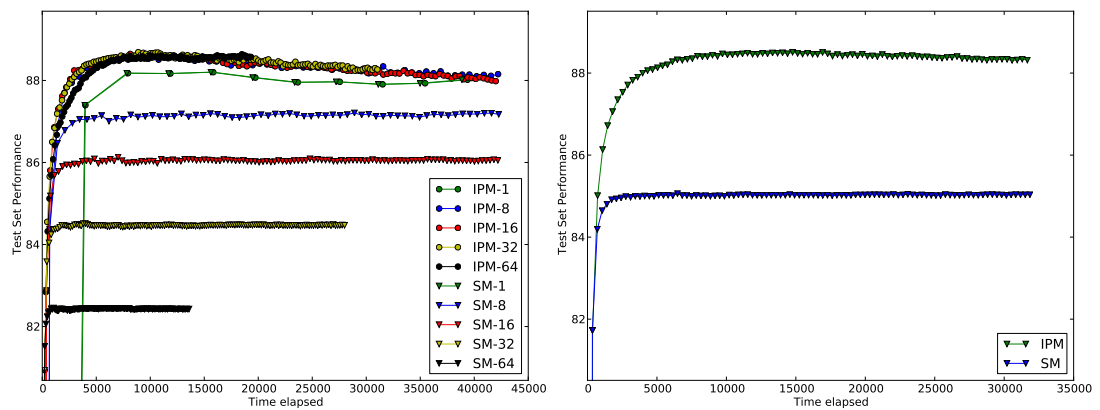 88
86
84
82
0
5000
10000
15000
20000
25000
30000
35000
40000
45000
Time elapsed
Test Set Performance
IPM-1
IPM-8
IPM-16
IPM-32
IPM-64
SM-1
SM-8
SM-16
SM-32
SM-64
88
86
84
82
0
5000
10000
15000
20000
25000
30000
35000
Time elapsed
Test Set Performance
IPM
SM